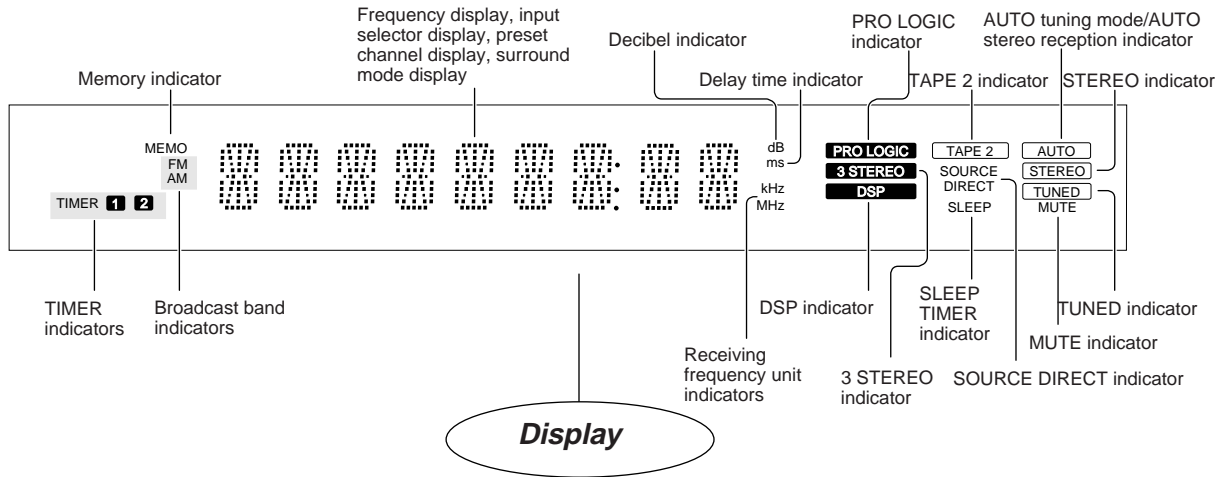 Frequency display, input
selector display, preset
channel display, surround
mode display
Decibel indicator
PRO LOGIC
indicator
AUTO tuning mode/AUTO
stereo reception indicator
Memory indicator
Delay time indicator
TAPE 2 indicator
STEREO indicator
MEMO
FM
AM
TIMER 1 2
dB
ms
kHz
MHz
PRO LOGIC
3 STEREO
DSP
TAPE 2
SOURCE
DIRECT
SLEEP
AUTO
STEREO
TUNED
MUTE
TIMER
indicators
Broadcast band
indicators
Receiving
frequency unit
indicators
DSP indicator
3 STEREO
indicator
SLEEP
TIMER
indicator
SOURCE DIRECT indicator
MUTE indicator
TUNED indicator
Display